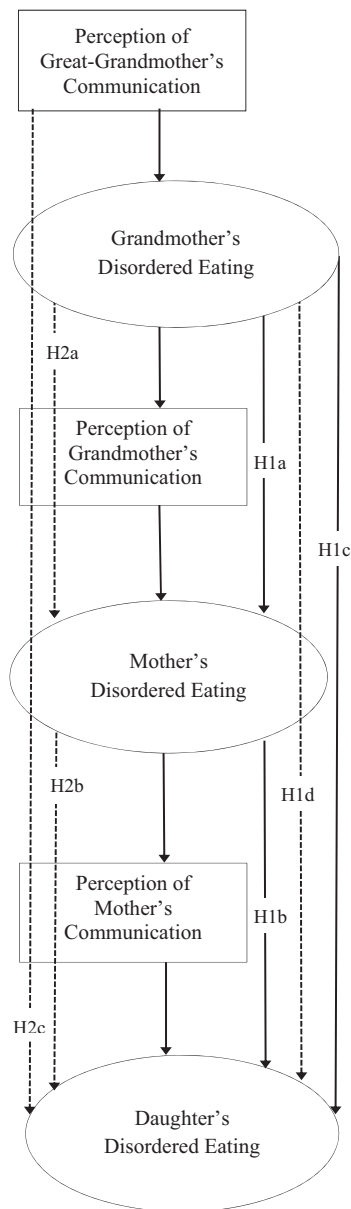 Perception of
Great-Grandmother’s
Communication
Grandmother’s
Disordered Eating
H2a
Perception of
Grandmother’s
Communication
H1a
H1c
Mother’s
Disordered Eating
H2b
H1d
Perception of
Mother’s
Communication
H1b
H2c
Daughter’s
Disordered Eating